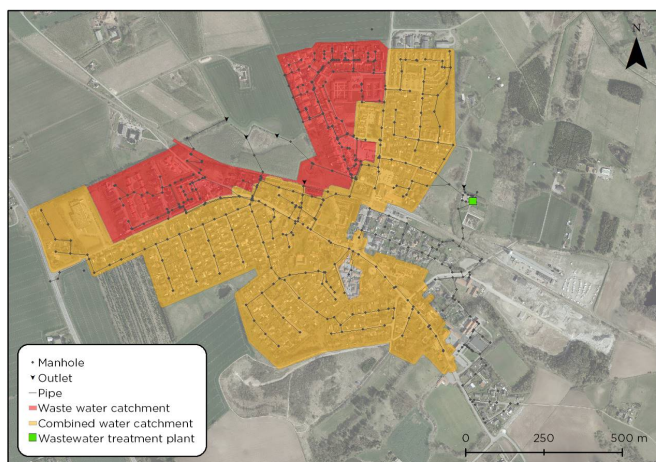 N
Manhole
Outlet
Pipe
Waste water catchment
Combined water catchment
Wastewater treatment plant
0 250 500 m